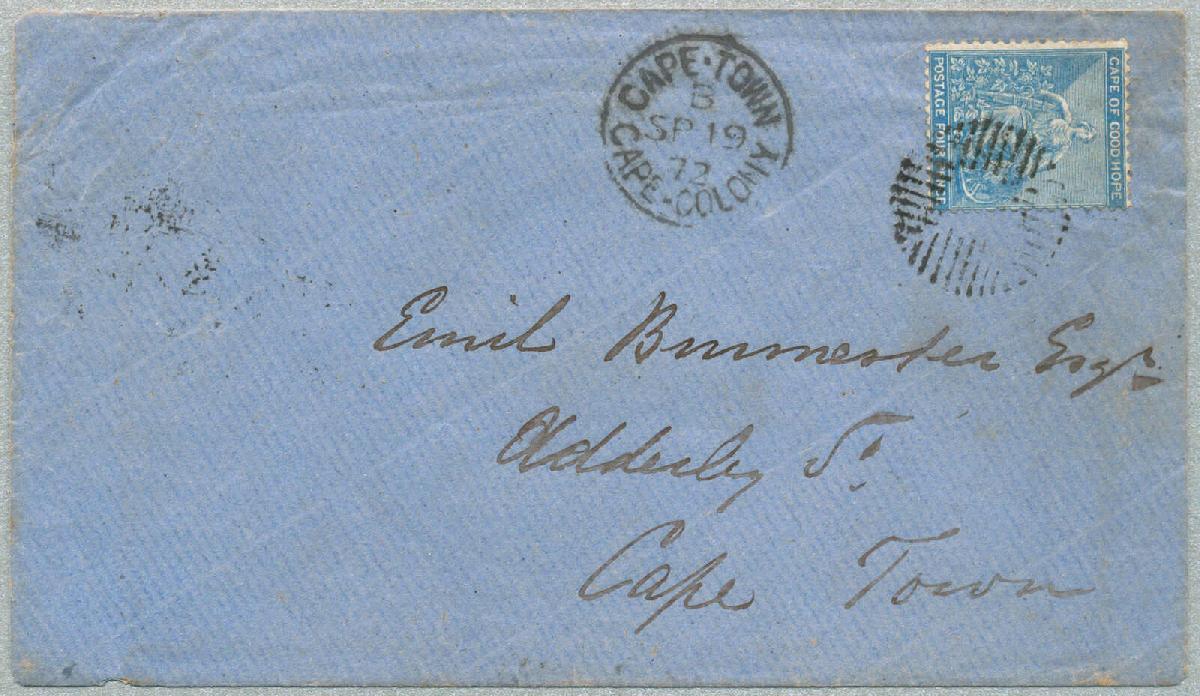 CAPE·TOWN
B
SP 19
72
CAPE·COLONY
CAPE OF GOOD HOPE
POSTAGE FOUR PENCE
Emil Burmester Esqr
Adderley St
Cape Town